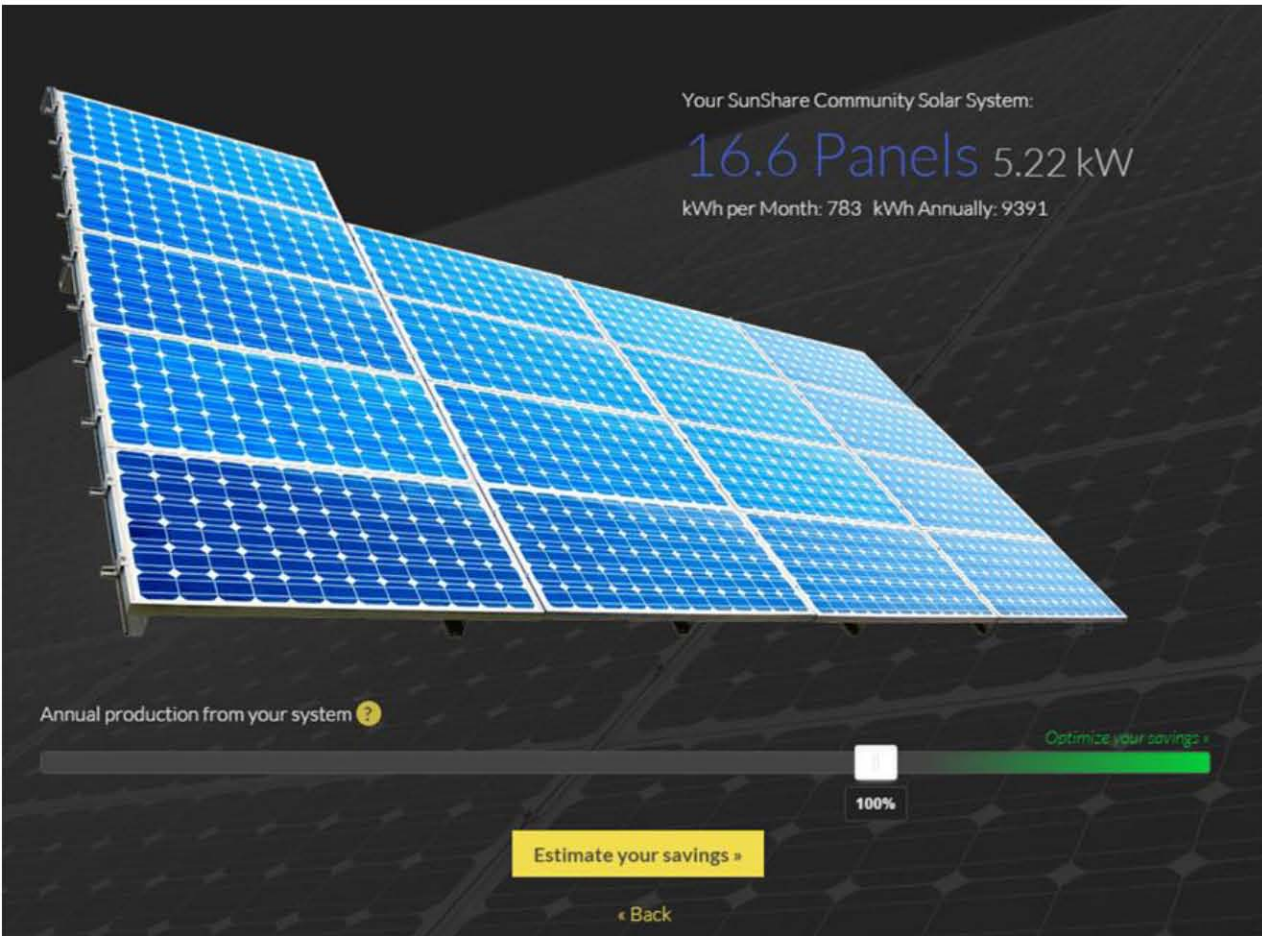 Your SunShare Community Solar System:
16.6 Panels 5.22 kW
kWh per Month: 783 kWh Annually: 9391
Annual production from your system ?
Optimize your savings »
100%
Estimate your savings »
« Back